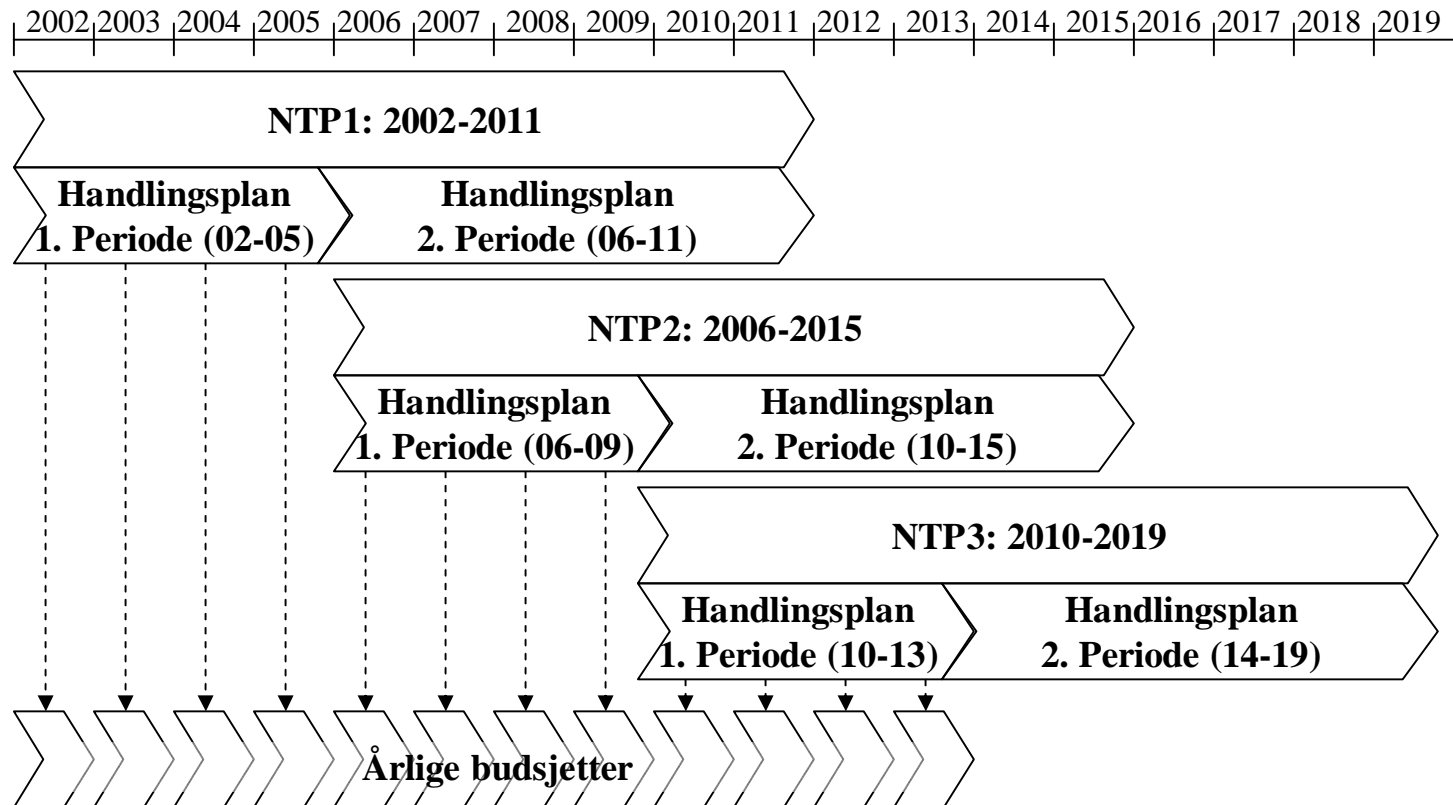 2002 2003 2004 2005 2006 2007 2008 2009 2010 2011 2012 2013 2014 2015 2016 2017 2018 2019
NTP1: 2002-2011
Handlingsplan
1. Periode (02-05)
Handlingsplan
2. Periode (06-11)
NTP2: 2006-2015
Handlingsplan
1. Periode (06-09)
Handlingsplan
2. Periode (10-15)
NTP3: 2010-2019
Handlingsplan
1. Periode (10-13)
Handlingsplan
2. Periode (14-19)
Årlige budsjetter